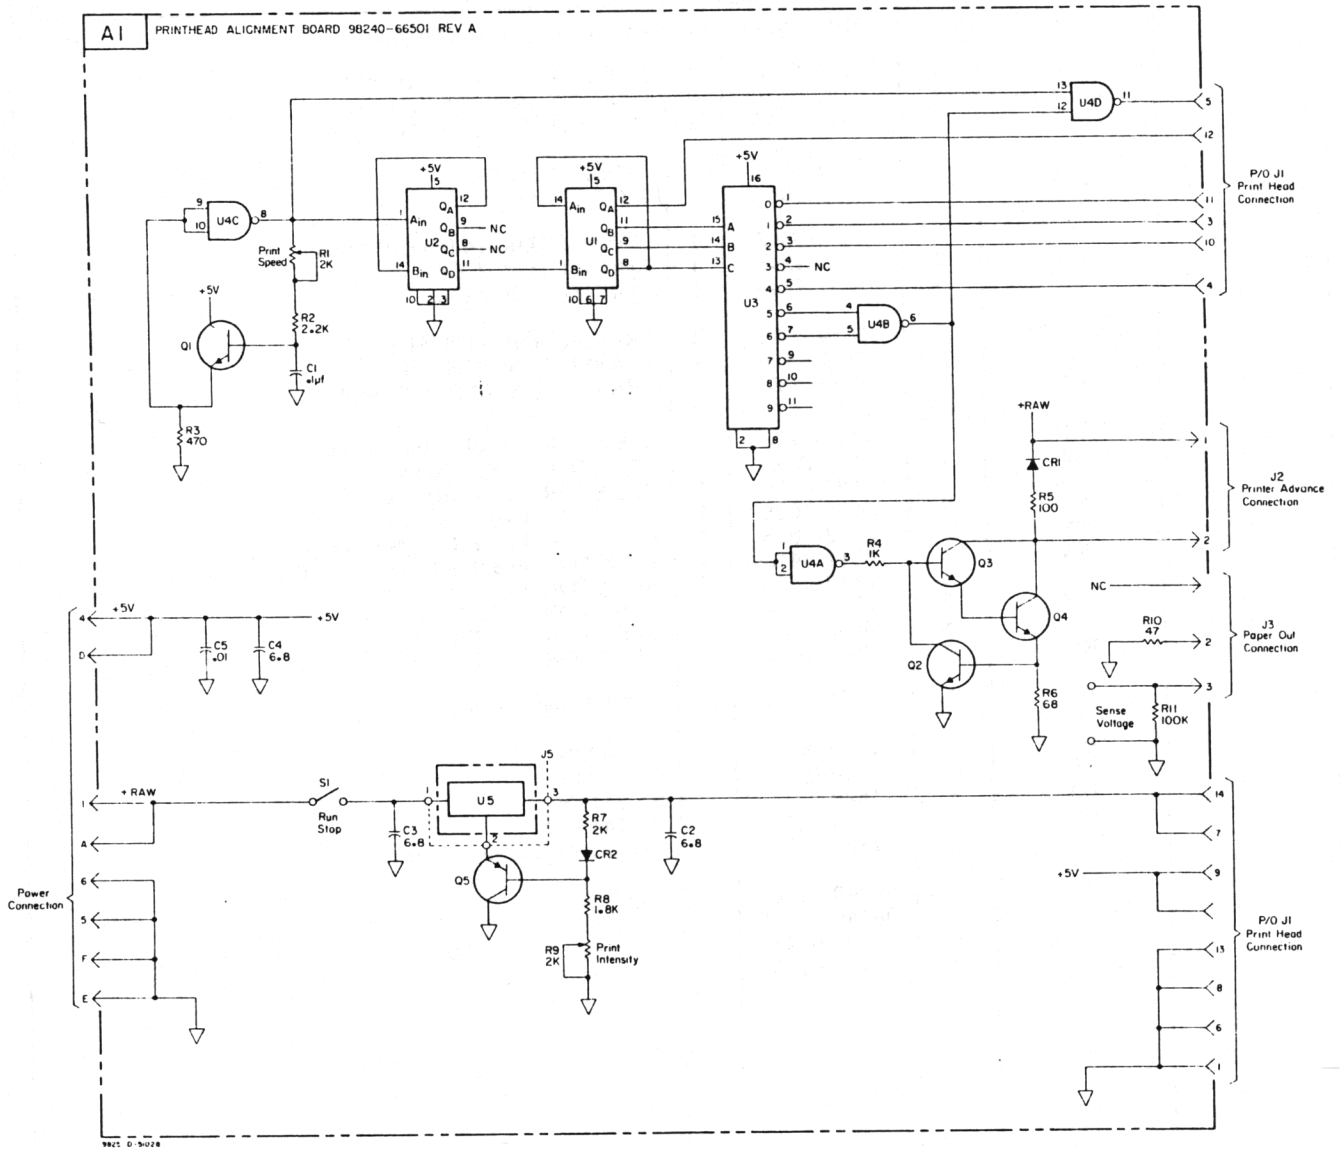 A1
PRINTHEAD ALIGNMENT BOARD 98240-66501 REV A
13
U4D
11
5
12
12
P/O J1
Print Head
Connection
+5V
16
+5V
5
+5V
5
9
U4C
8
10
1
Ain
QA
12
QB
9
NC
U2
QC
8
NC
14
Bin
QD
11
10
2
3
14
Ain
QA
12
QB
11
U1
QC
9
1
Bin
QD
8
10
6
7
15
A
14
B
13
C
U3
0
1
11
1
2
3
2
3
10
3
4
NC
4
5
4
5
6
4
6
7
5
U4B
6
7
9
8
10
9
11
2
8
Print
Speed
R1
2K
+5V
R2
2.2K
Q1
C1
.1µf
R3
470
+RAW
1
CR1
R5
100
J2
Printer Advance
Connection
2
1
2
U4A
3
R4
1K
Q3
Q4
Q2
R6
68
NC
R10
47
2
J3
Paper Out
Connection
3
Sense
Voltage
R11
100K
4
+5V
+5V
D
C5
.01
C4
6.8
1
+RAW
A
6
5
F
E
Power
Connection
S1
Run
Stop
C3
6.8
J5
1
U5
3
2
Q5
R7
2K
CR2
R8
1.8K
R9
2K
Print
Intensity
C2
6.8
14
7
+5V
9
13
8
6
1
P/O J1
Print Head
Connection